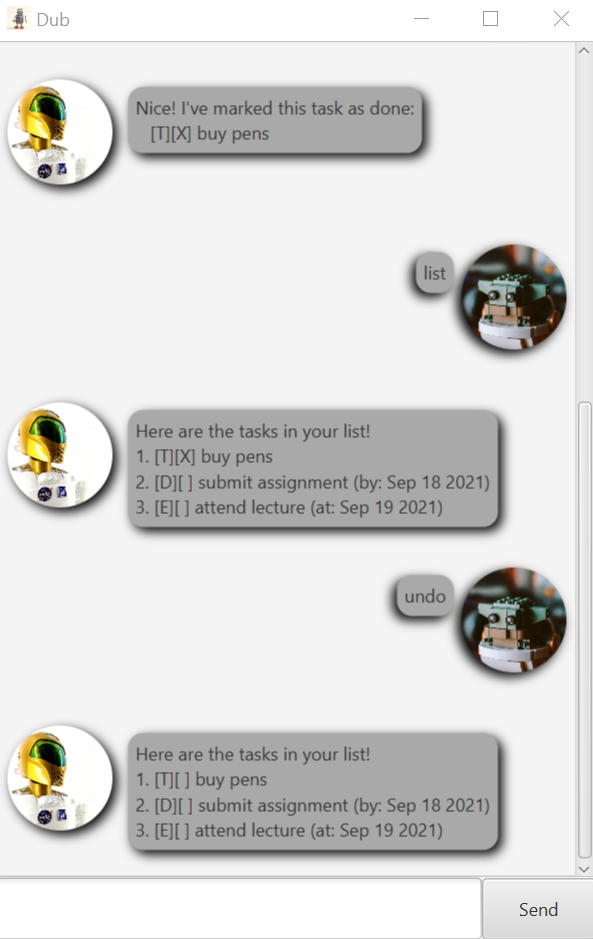 Dub
Nice! I've marked this task as done:
[T][X] buy pens
list
Here are the tasks in your list!
1. [T][X] buy pens
2. [D][ ] submit assignment (by: Sep 18 2021)
3. [E][ ] attend lecture (at: Sep 19 2021)
undo
Here are the tasks in your list!
1. [T][ ] buy pens
2. [D][ ] submit assignment (by: Sep 18 2021)
3. [E][ ] attend lecture (at: Sep 19 2021)
Send